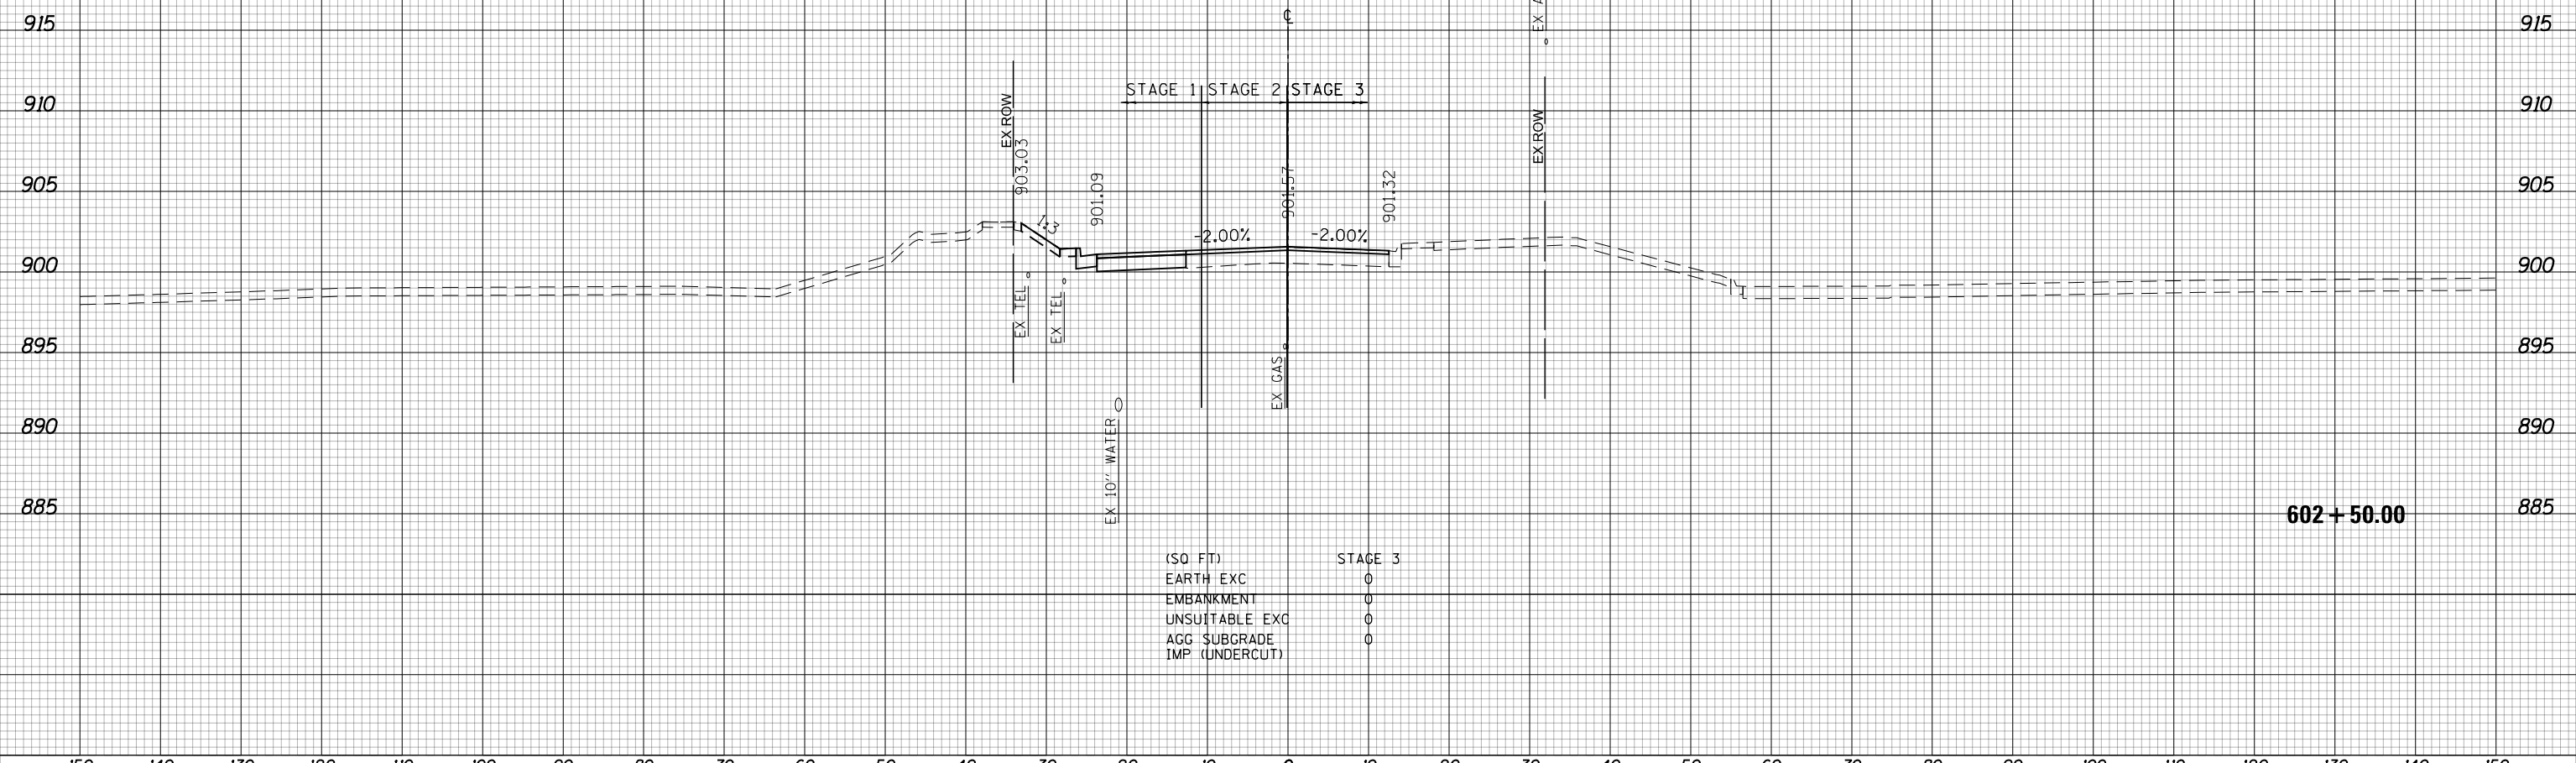 915
915
℄
EX
910
STAGE 1
STAGE 2
STAGE 3
910
EX ROW
903.03
EX ROW
905
901.09
901.57
901.32
905
1:3
-2.00%
-2.00%
900
900
EX TEL
EX TEL
895
EX GAS
895
890
EX 10" WATER
890
885
602+50.00
885
(SQ FT) STAGE 3
EARTH EXC 0
EMBANKMENT 0
UNSUITABLE EXC 0
AGG SUBGRADE 0
IMP (UNDERCUT)